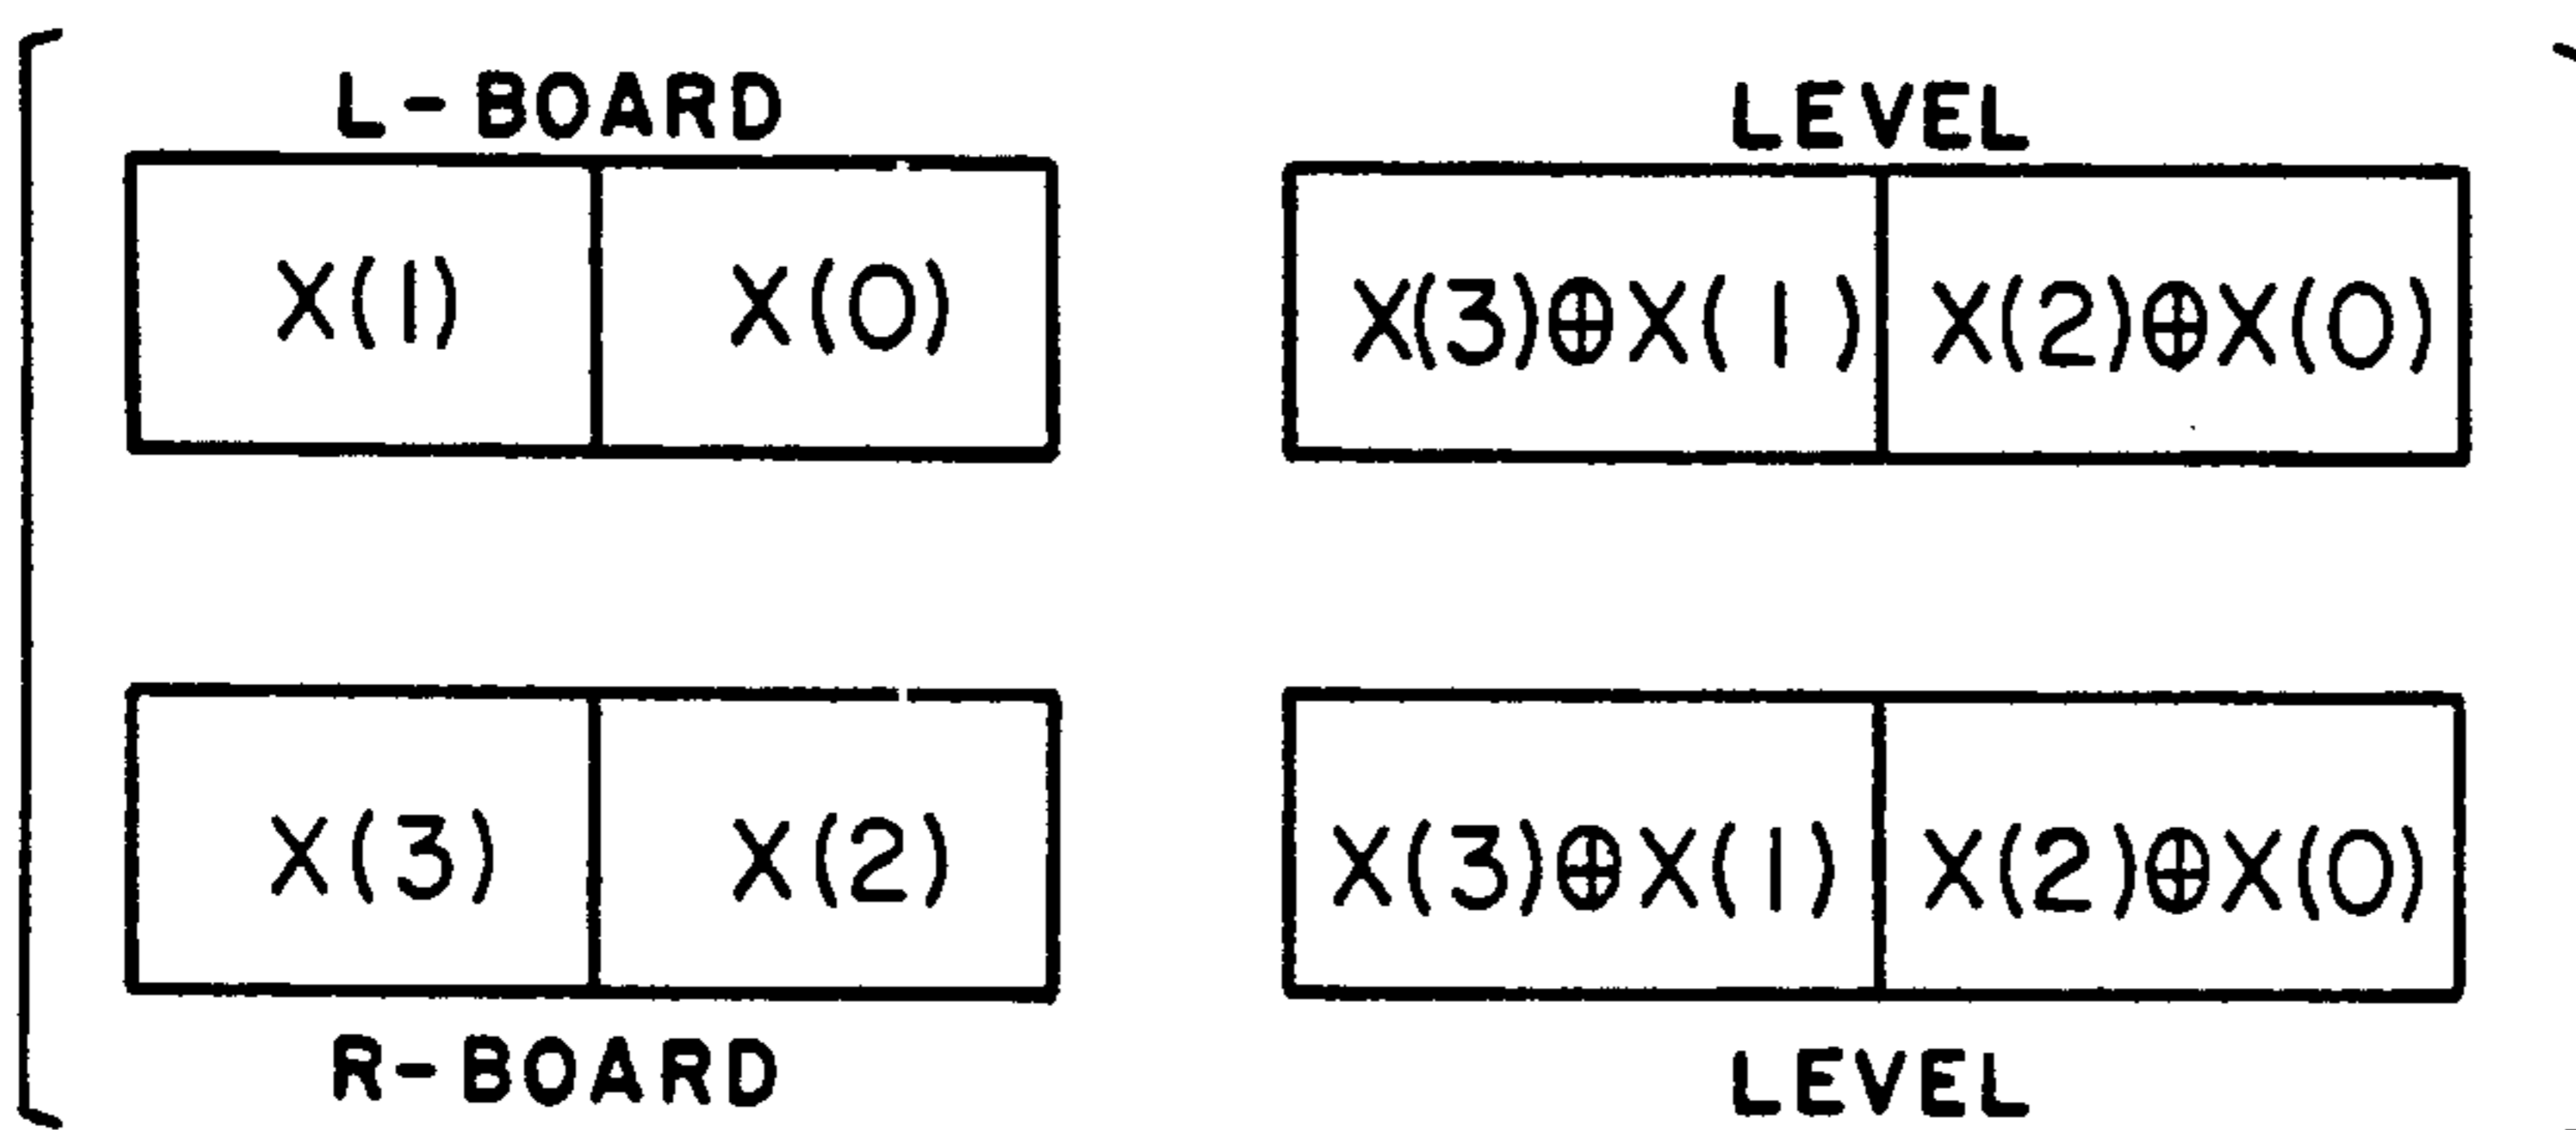 L-BOARD LEVEL
X(1) X(0) X(3)⊕X(1) X(2)⊕X(0)
X(3) X(2) X(3)⊕X(1) X(2)⊕X(0)
R-BOARD LEVEL